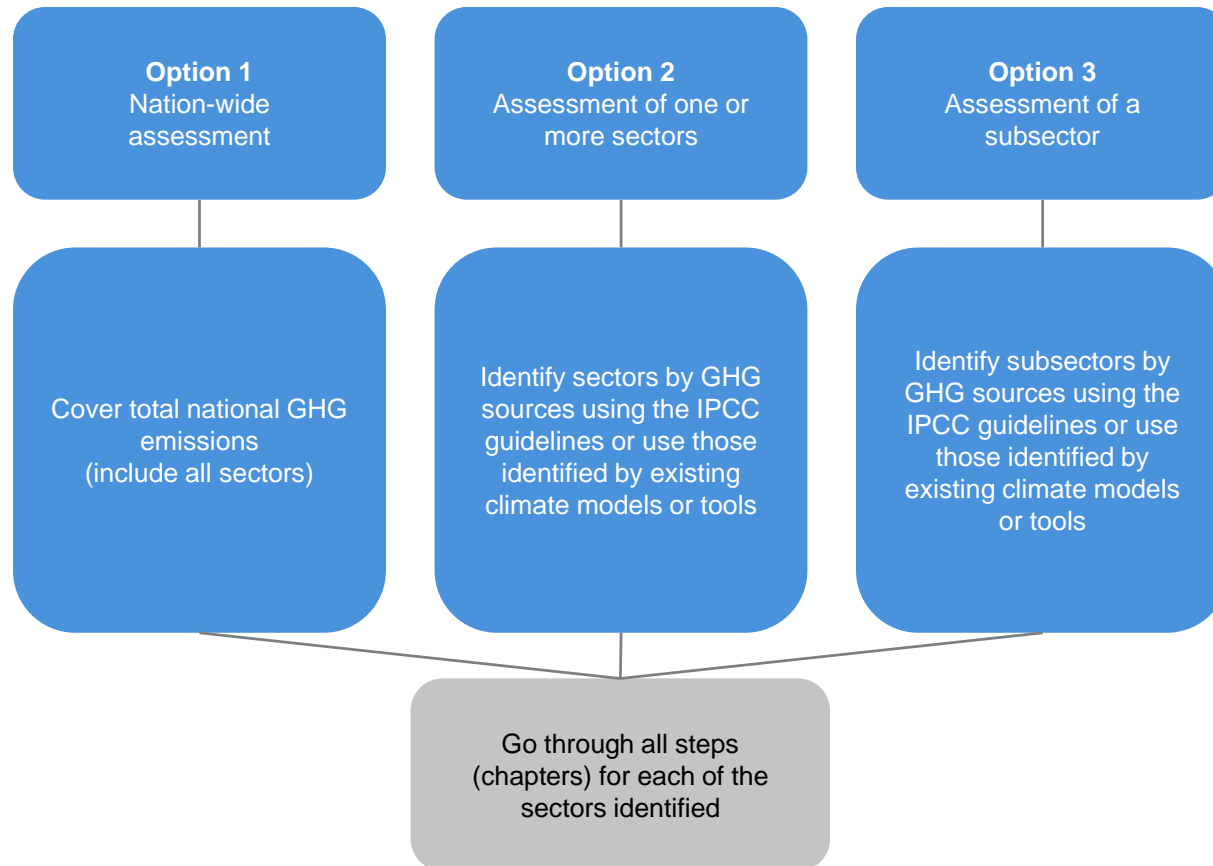 Option 1
Nation-wide
assessment
Option 2
Assessment of one or
more sectors
Option 3
Assessment of a
subsector
Cover total national GHG
emissions
(include all sectors)
Identify sectors by GHG
sources using the IPCC
guidelines or use those
identified by existing
climate models or tools
Identify subsectors by
GHG sources using the
IPCC guidelines or use
those identified by
existing climate models
or tools
Go through all steps
(chapters) for each of the
sectors identified